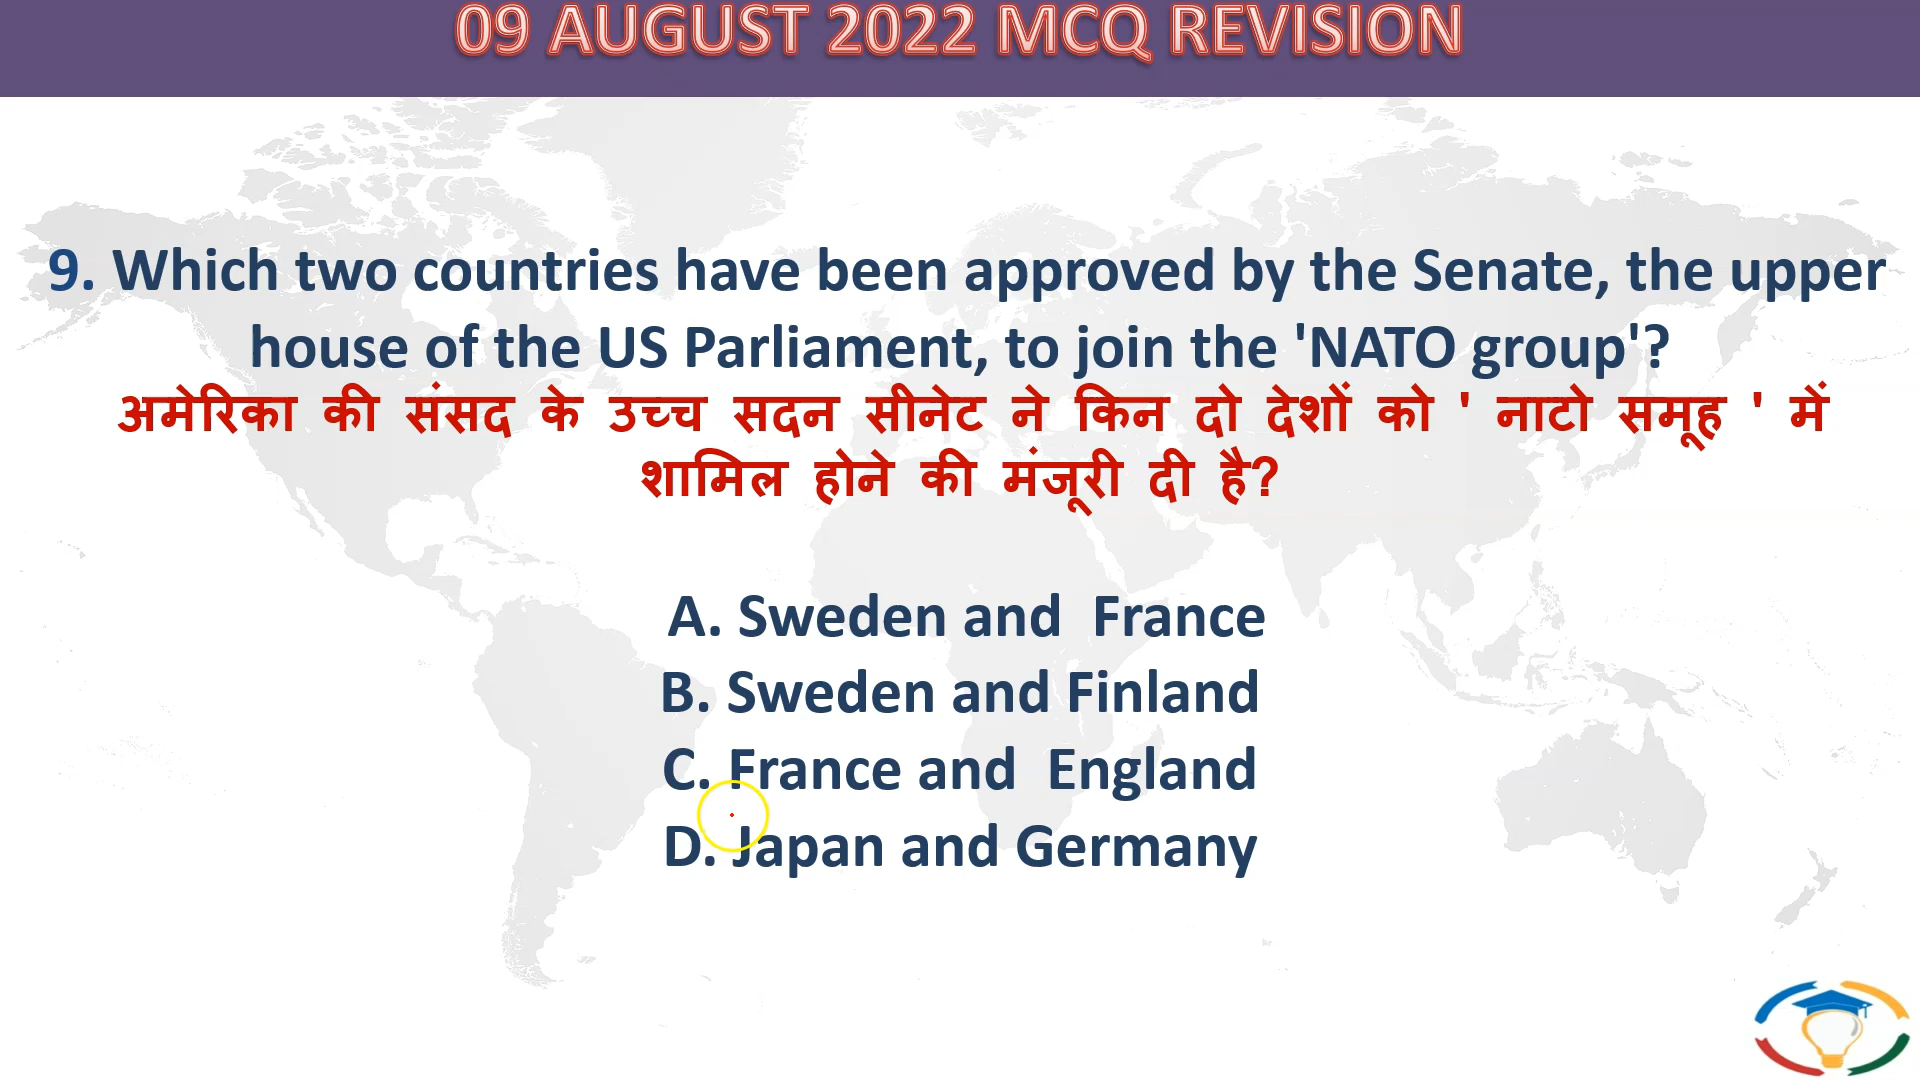 09 AUGUST 2022 MCQ REVISION
9. Which two countries have been approved by the Senate, the upper
house of the US Parliament, to join the 'NATO group'?
अमेरिका की संसद के उच्च सदन सीनेट ने किन दो देशों को ' नाटो समूह ' में
शामिल होने की मंजूरी दी है?
A. Sweden and France
B. Sweden and Finland
C. France and England
D. Japan and Germany